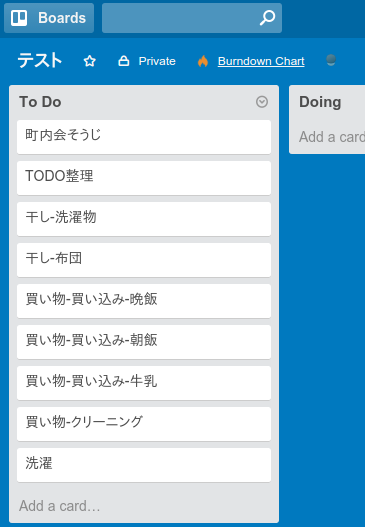 Boards
テスト
Private
Burndown Chart
To Do
町内会そうじ
TODO整理
干し-洗濯物
干し-布団
買い物-買い込み-晩飯
買い物-買い込み-朝飯
買い物-買い込み-牛乳
買い物-クリーニング
洗濯
Add a card…
Doing
Add a card